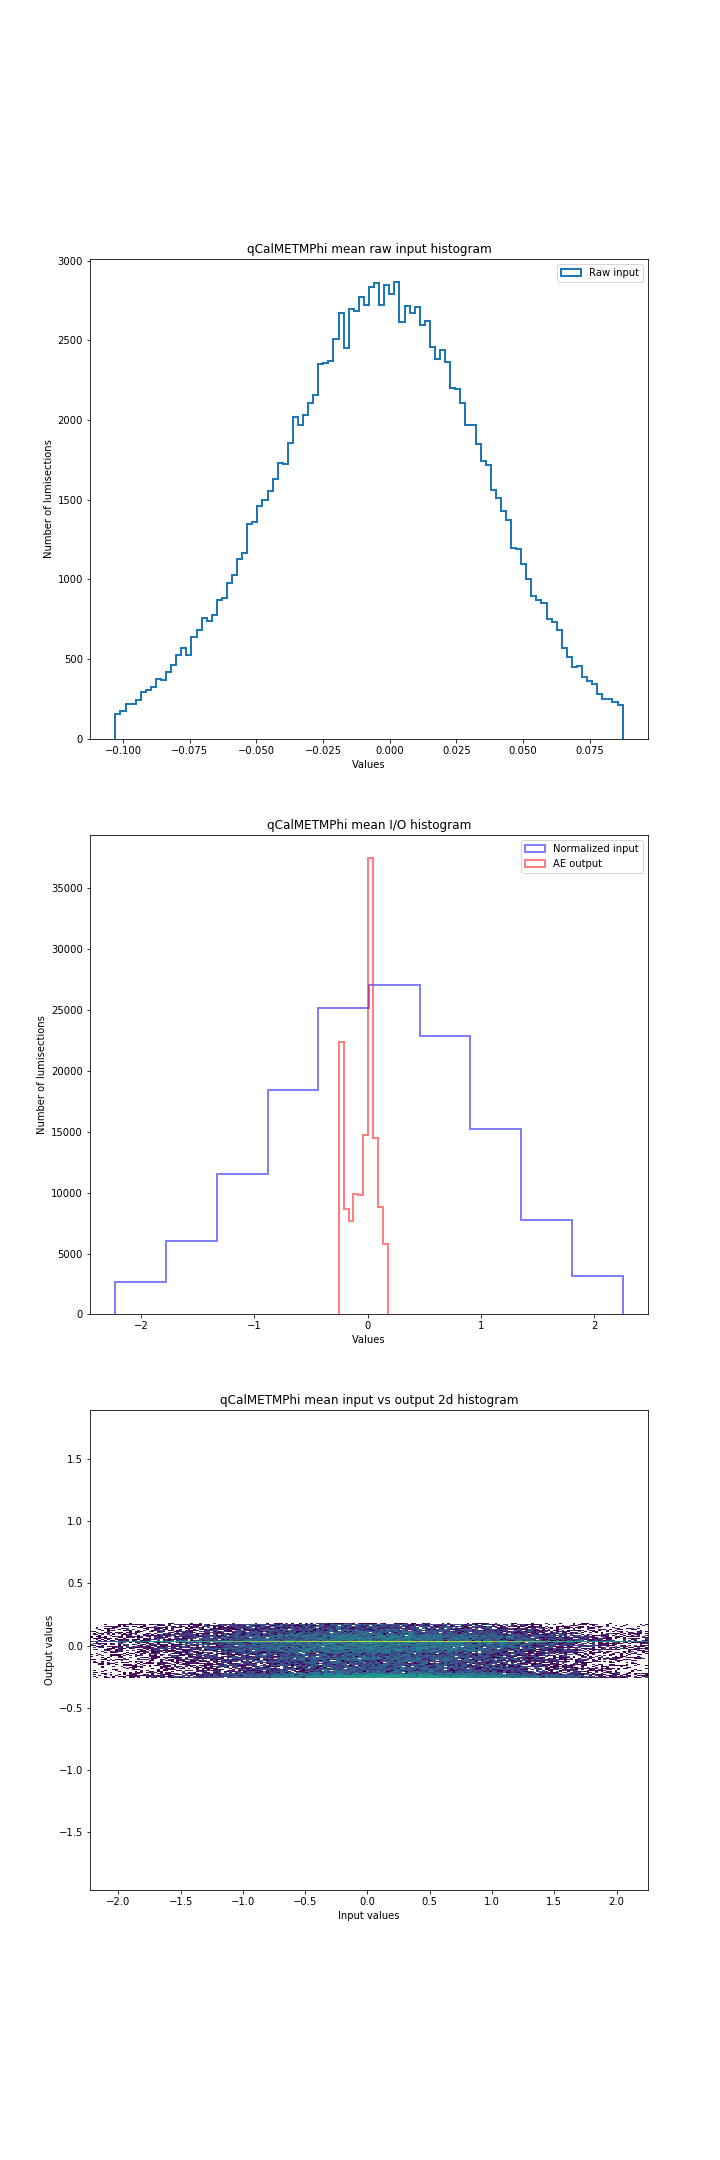 qCalMETMPhi mean raw input histogram
3000
2500
2000
1500
1000
500
0
Number of lumisections
Raw input
−0.100 −0.075 −0.050 −0.025 0.000 0.025 0.050 0.075
Values
qCalMETMPhi mean I/O histogram
35000
30000
25000
20000
15000
10000
5000
0
Number of lumisections
Normalized input
AE output
−2 −1 0 1 2
Values
qCalMETMPhi mean input vs output 2d histogram
1.5
1.0
0.5
0.0
−0.5
−1.0
−1.5
Output values
−2.0 −1.5 −1.0 −0.5 0.0 0.5 1.0 1.5 2.0
Input values